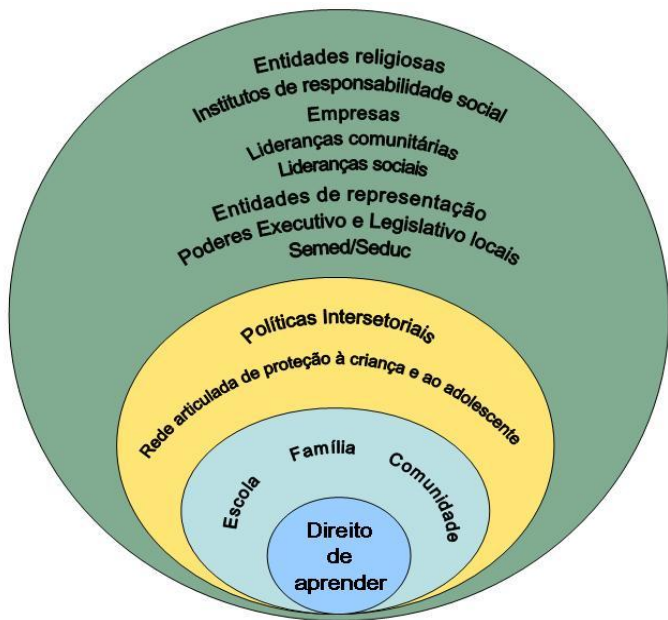 Entidades religiosas
Institutos de responsabilidade social
Empresas
Lideranças comunitárias
Lideranças sociais
Entidades de representação
Poderes Executivo e Legislativo locais
Semed/Seduc
Políticas Intersetoriais
Rede articulada de proteção à criança e ao adolescente
Escola
Família
Comunidade
Direito
de
aprender